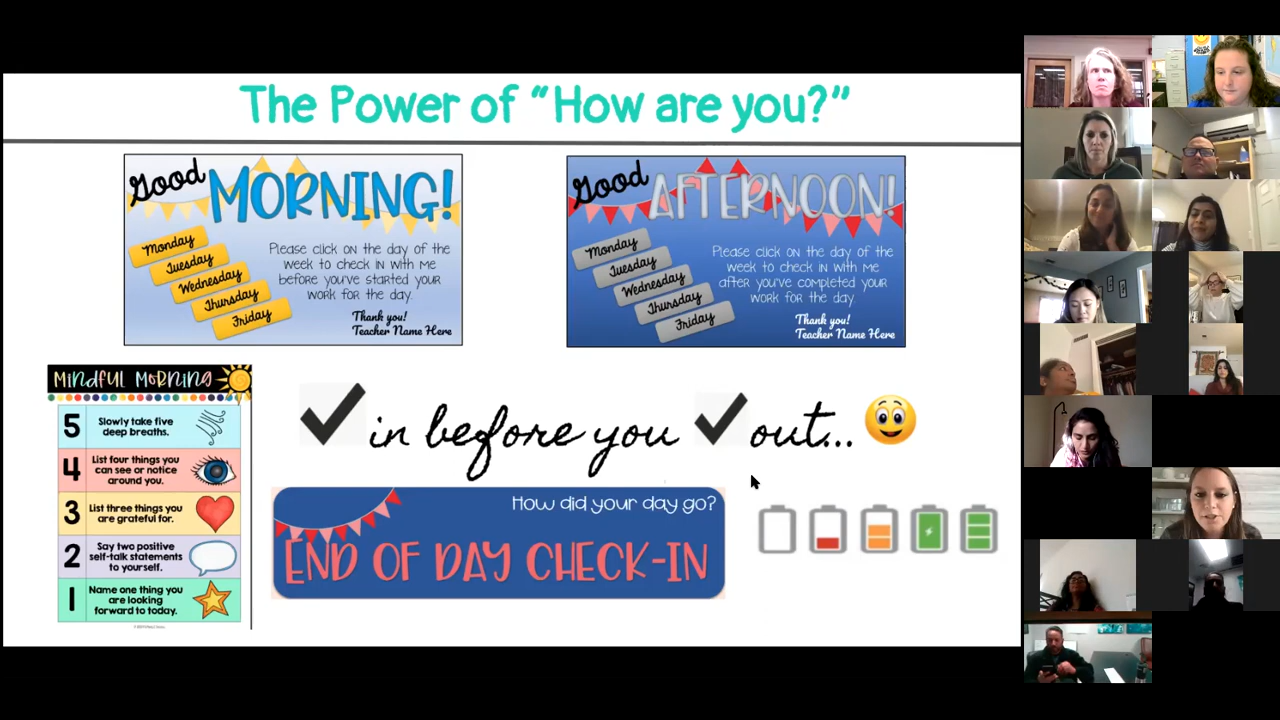 The Power of “How are you?”
Good
MORNING!
Monday
Tuesday
Wednesday
Thursday
Friday
Please click on the day of the
week to check in with me
before you've started your
work for the day.
Thank you!
Teacher Name Here
Good
AFTERNOON!
Monday
Tuesday
Wednesday
Thursday
Friday
Please click on the day of the
week to check in with me
after you've completed your
work for the day.
Thank you!
Teacher Name Here
MINDFUL MORNING
5
Slowly take five
deep breaths.
4
List four things you
can see or notice
around you.
3
List three things you
are grateful for.
2
Say two positive
self-talk statements
to yourself.
1
Name one thing you
are looking
forward to today.
in before you out...
How did your day go?
END OF DAY CHECK-IN